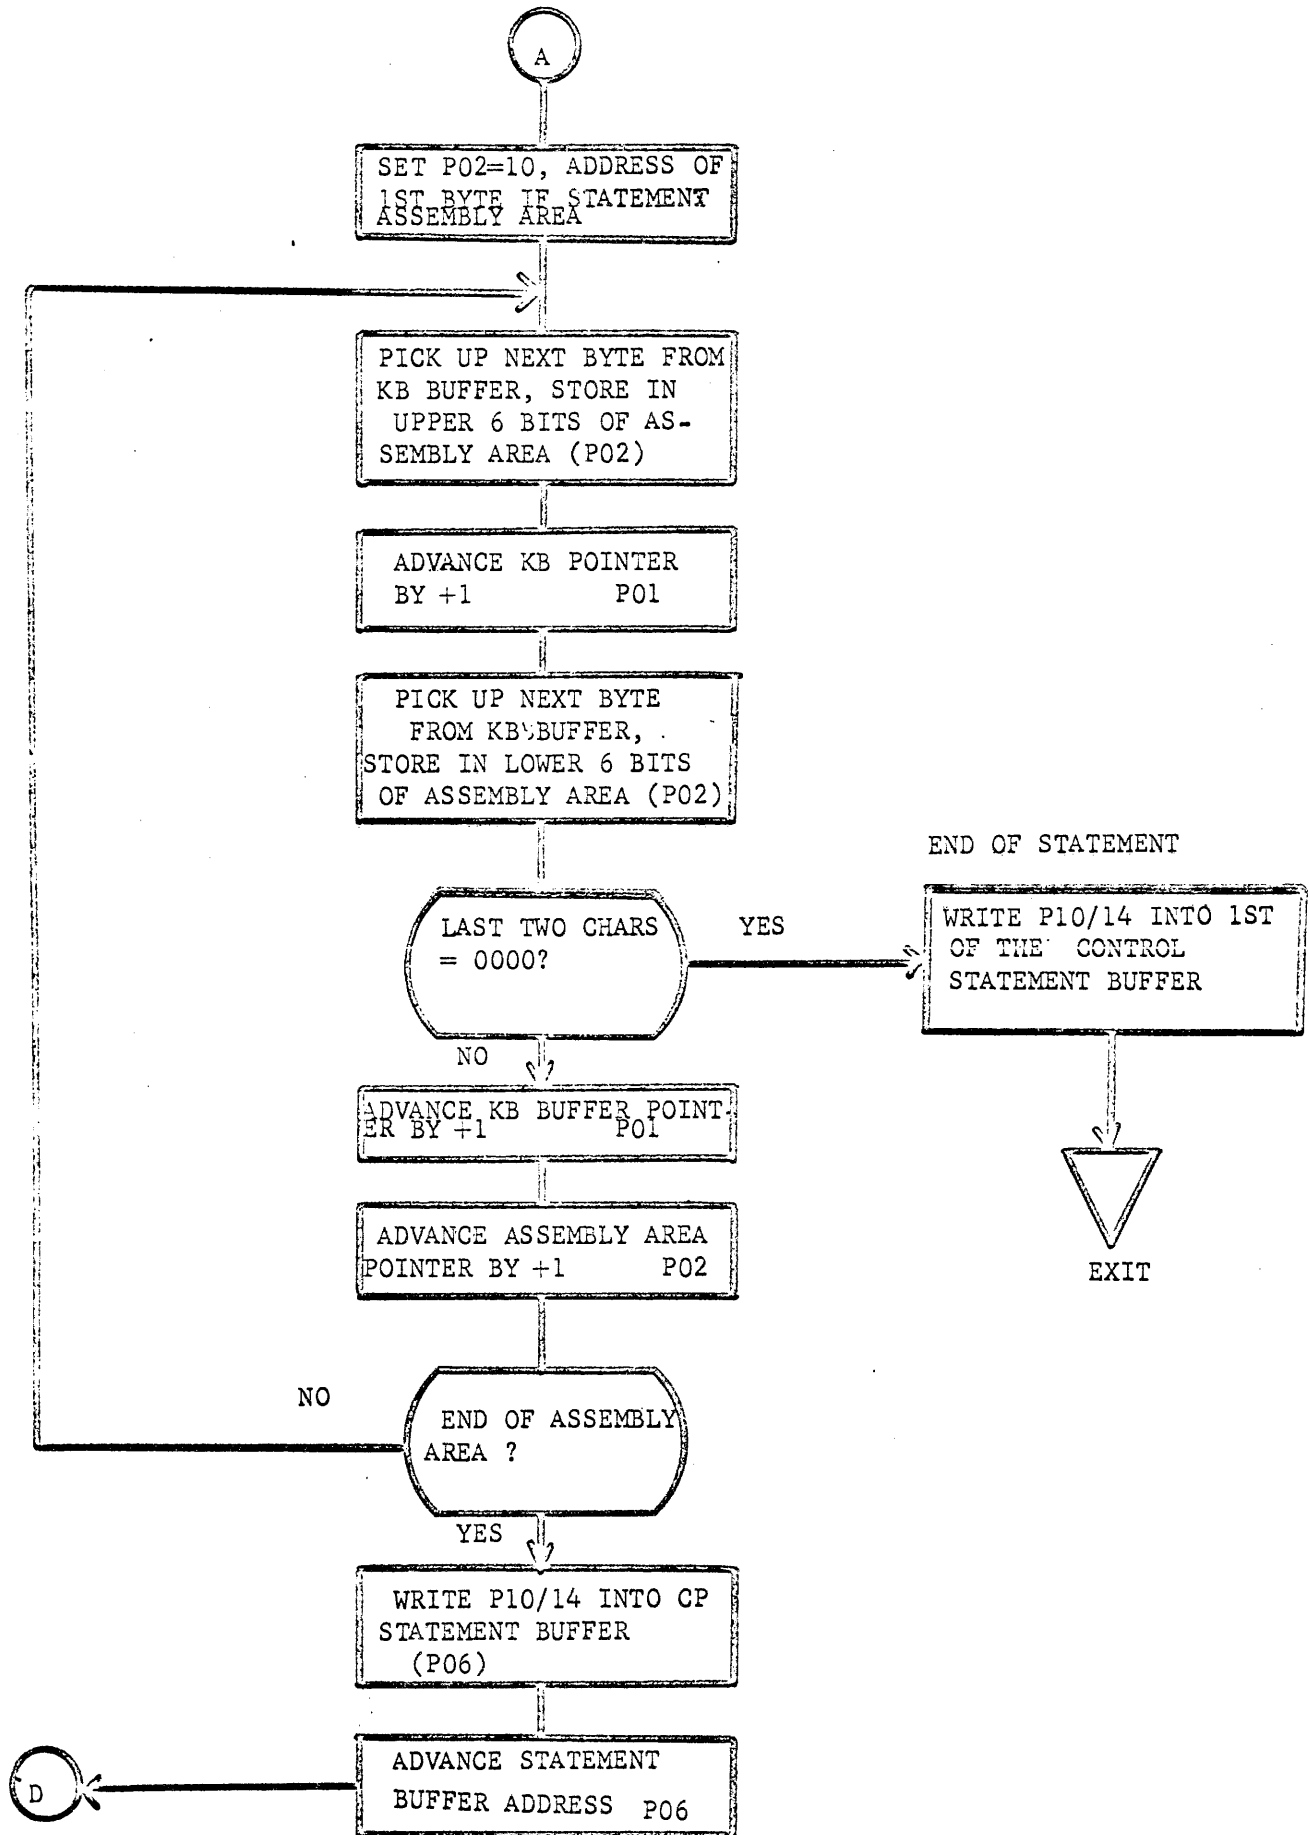 A
SET P02=10, ADDRESS OF
1ST BYTE IF STATEMENT
ASSEMBLY AREA
PICK UP NEXT BYTE FROM
KB BUFFER, STORE IN
UPPER 6 BITS OF AS-
SEMBLY AREA (P02)
ADVANCE KB POINTER
BY +1 P01
PICK UP NEXT BYTE
FROM KB BUFFER,
STORE IN LOWER 6 BITS
OF ASSEMBLY AREA (P02)
LAST TWO CHARS
= 0000?
YES
END OF STATEMENT
WRITE P10/14 INTO 1ST
OF THE CONTROL
STATEMENT BUFFER
EXIT
NO
ADVANCE KB BUFFER POINT-
ER BY +1 P01
ADVANCE ASSEMBLY AREA
POINTER BY +1 P02
END OF ASSEMBLY
AREA ?
NO
YES
WRITE P10/14 INTO CP
STATEMENT BUFFER
(P06)
ADVANCE STATEMENT
BUFFER ADDRESS P06
D